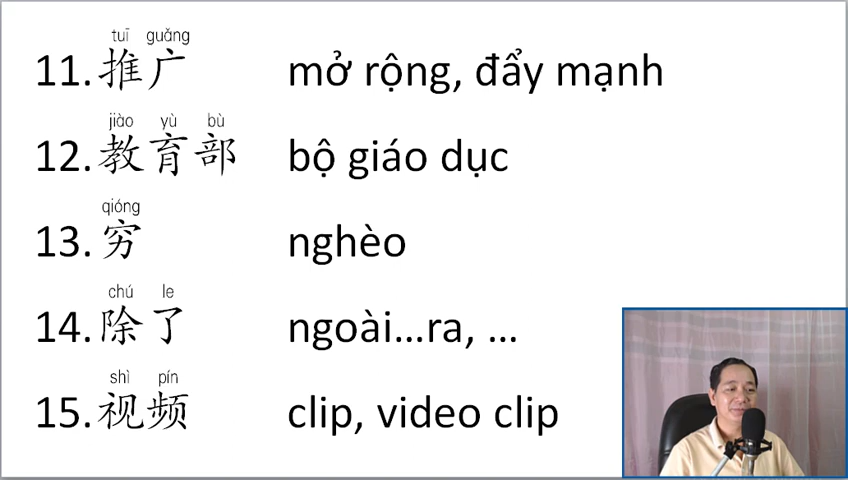 tuī guǎng
11. 推广 mở rộng, đẩy mạnh
jiào yù bù
12. 教育部 bộ giáo dục
qióng
13. 穷 nghèo
chú le
14. 除了 ngoài...ra, ...
shì pín
15. 视频 clip, video clip